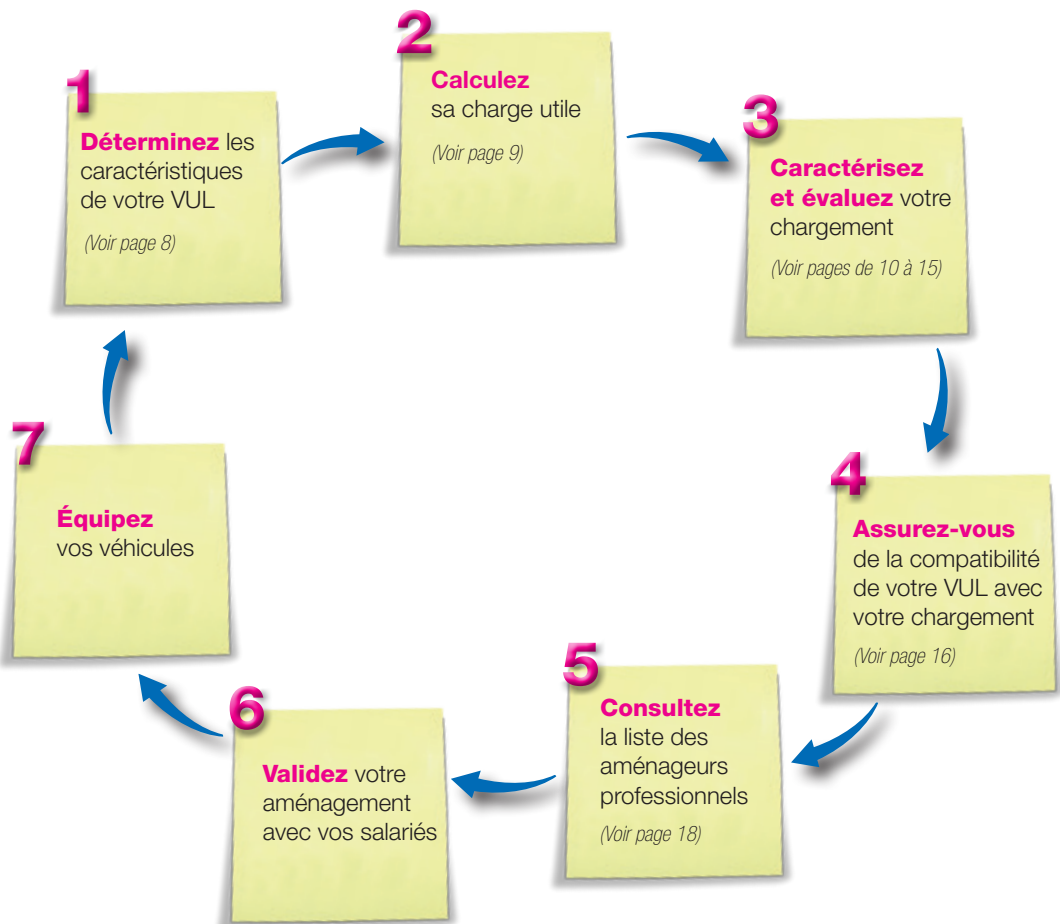 1
Déterminez les
caractéristiques
de votre VUL
(Voir page 8)
2
Calculez
sa charge utile
(Voir page 9)
3
Caractérisez
et évaluez votre
chargement
(Voir pages de 10 à 15)
4
Assurez-vous
de la compatibilité
de votre VUL avec
votre chargement
(Voir page 16)
5
Consultez
la liste des
aménageurs
professionnels
(Voir page 18)
6
Validez votre
aménagement
avec vos salariés
7
Équipez
vos véhicules